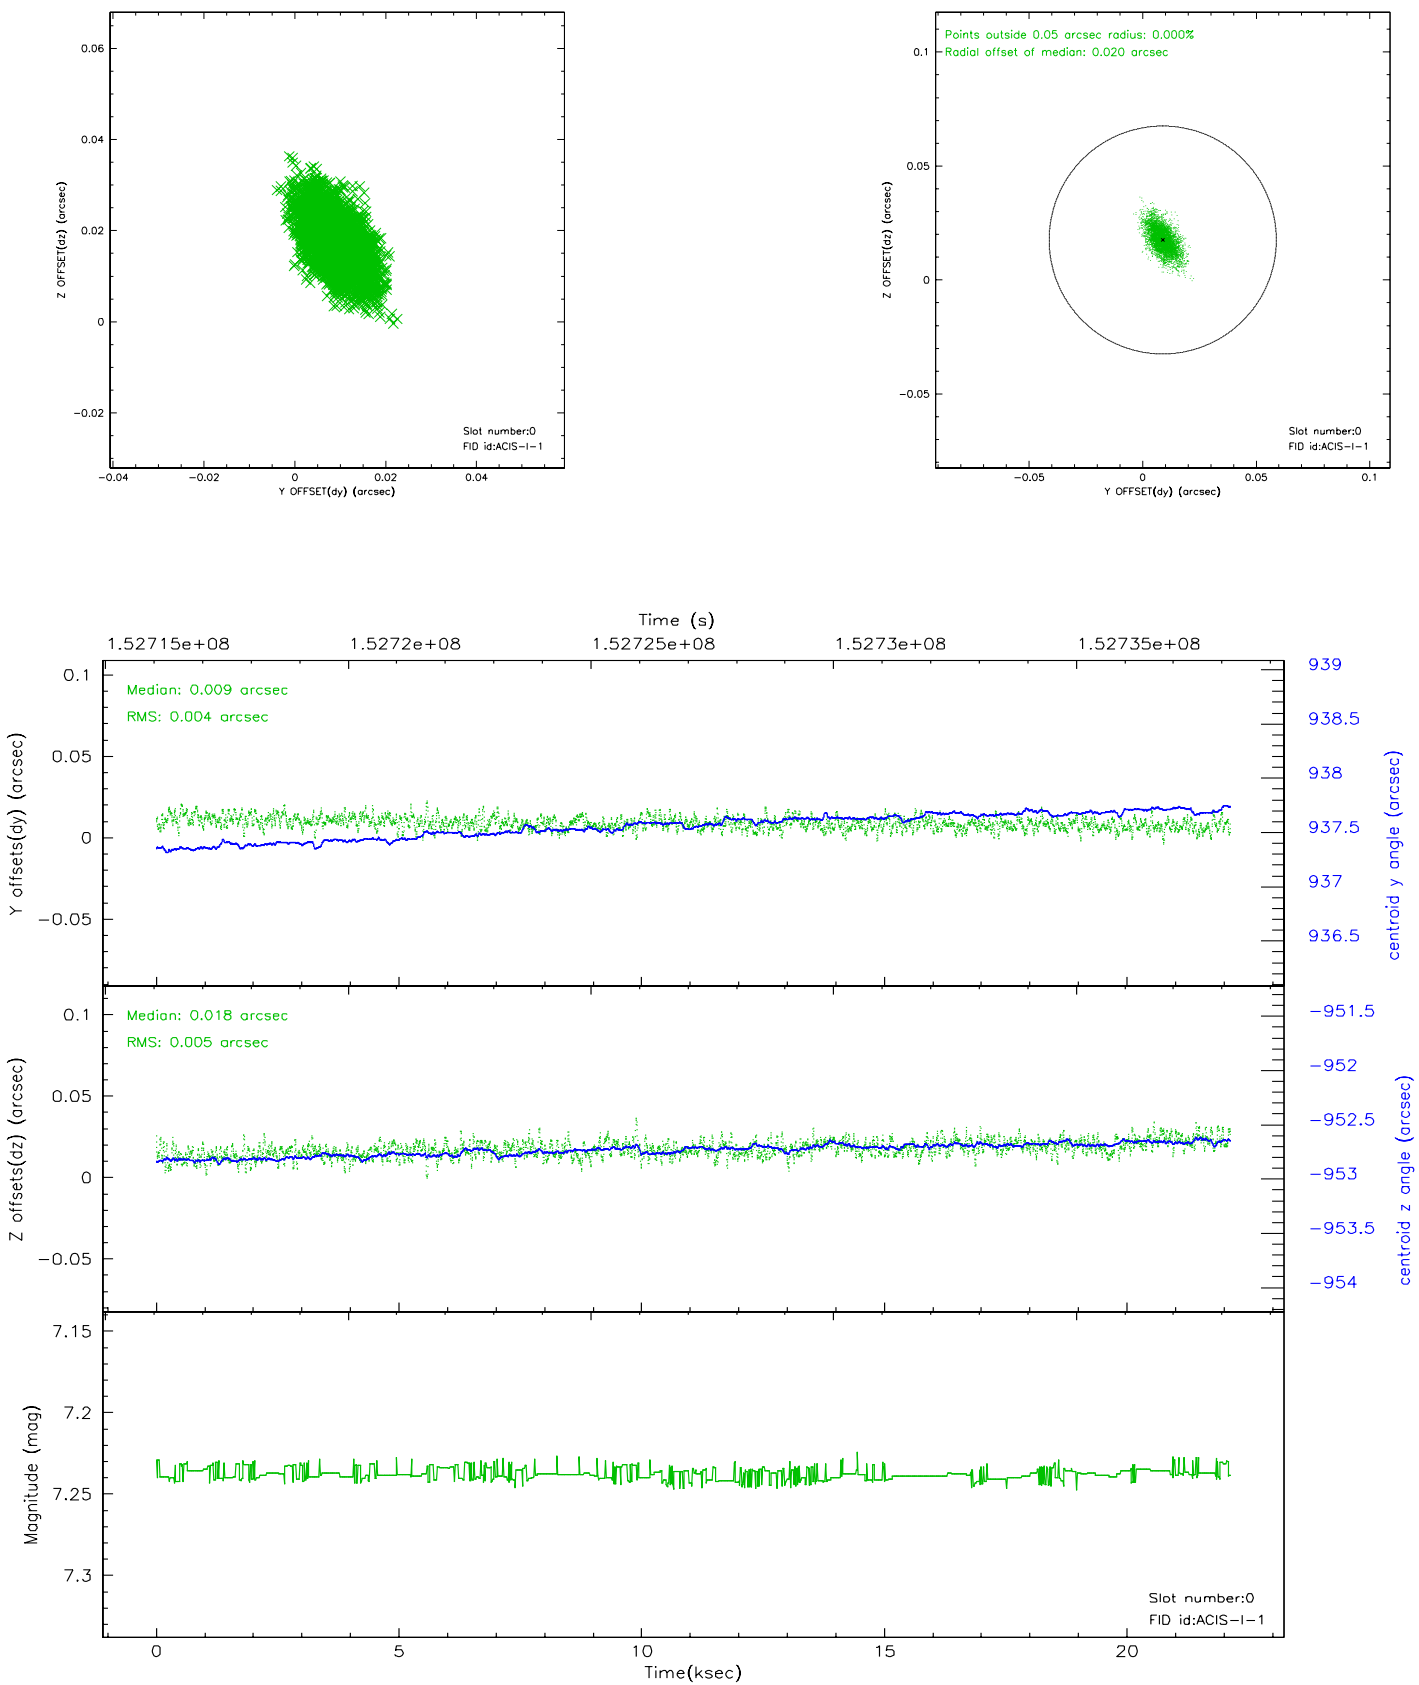 0.06
0.04
0.02
0
-0.02
Z OFFSET(dz) (arcsec)
Slot number:0
FID id:ACIS-I-1
-0.04 -0.02 0 0.02 0.04
Y OFFSET(dy) (arcsec)
Points outside 0.05 arcsec radius: 0.000%
Radial offset of median: 0.020 arcsec
0.1
0.05
0
-0.05
Z OFFSET(dz) (arcsec)
Slot number:0
FID id:ACIS-I-1
-0.05 0 0.05 0.1
Y OFFSET(dy) (arcsec)
Time (s)
1.52715e+08 1.5272e+08 1.52725e+08 1.5273e+08 1.52735e+08
Median: 0.009 arcsec
RMS: 0.004 arcsec
0.1
0.05
0
-0.05
Y offsets(dy) (arcsec)
939
938.5
938
937.5
937
936.5
centroid y angle (arcsec)
Median: 0.018 arcsec
RMS: 0.005 arcsec
0.1
0.05
0
-0.05
Z offsets(dz) (arcsec)
-951.5
-952
-952.5
-953
-953.5
-954
centroid z angle (arcsec)
7.15
7.2
7.25
7.3
Magnitude (mag)
Slot number:0
FID id:ACIS-I-1
0 5 10 15 20
Time(ksec)